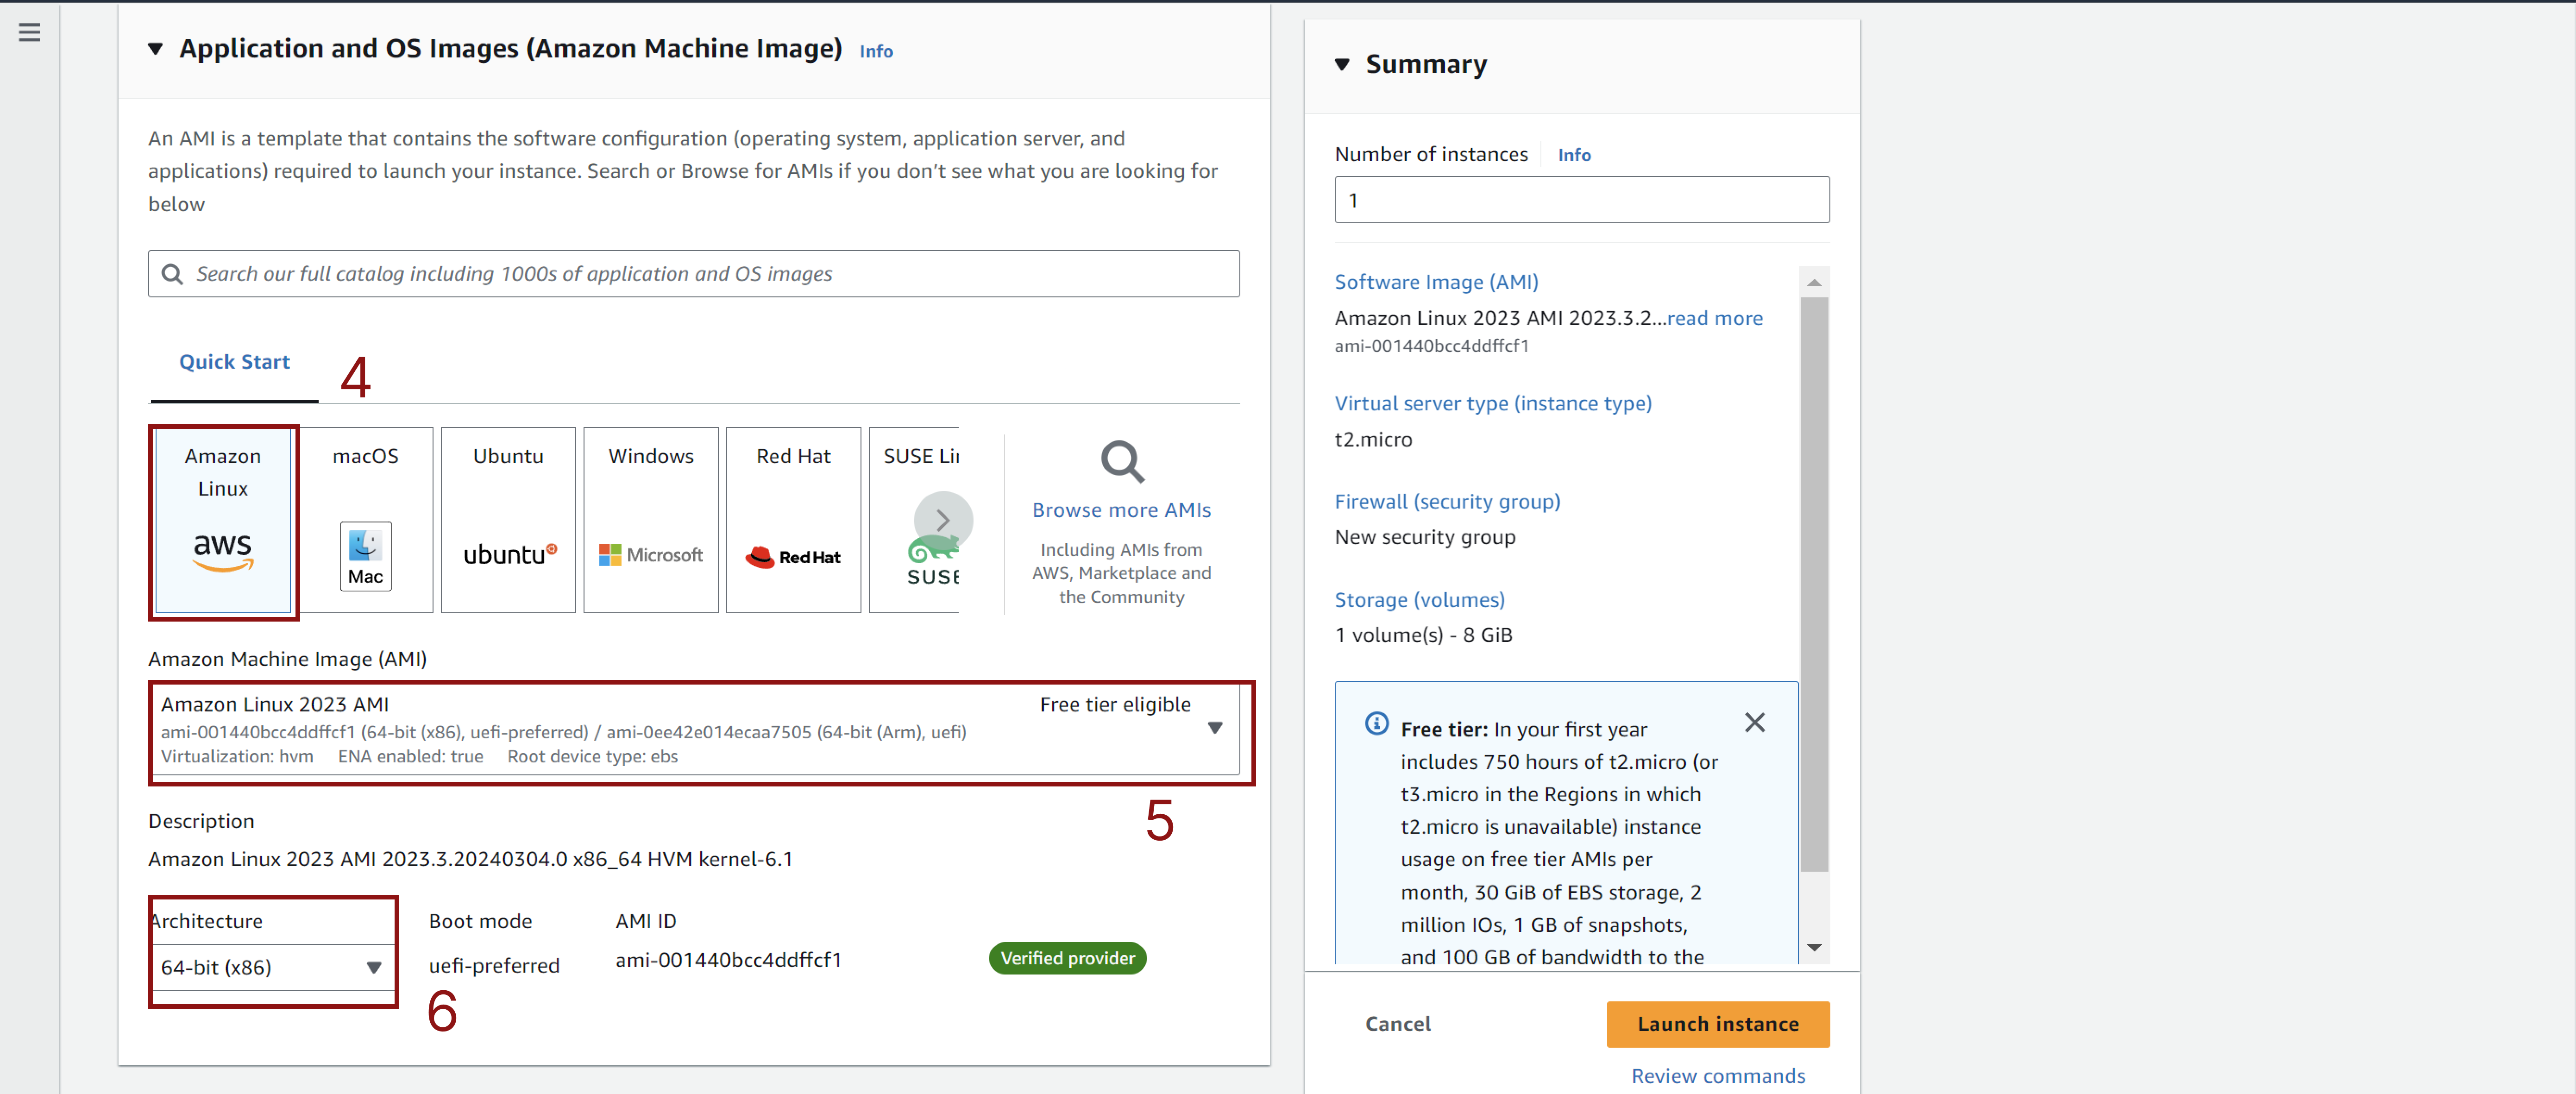 Application and OS Images (Amazon Machine Image) Info
An AMI is a template that contains the software configuration (operating system, application server, and
applications) required to launch your instance. Search or Browse for AMIs if you don’t see what you are looking for
below
Search our full catalog including 1000s of application and OS images
Quick Start
4
Amazon
Linux
aws
macOS
Mac
Ubuntu
ubuntu
Windows
Microsoft
Red Hat
Red Hat
SUSE Li
SUSE
Browse more AMIs
Including AMIs from
AWS, Marketplace and
the Community
Amazon Machine Image (AMI)
Amazon Linux 2023 AMI Free tier eligible
ami-001440bcc4ddffcf1 (64-bit (x86), uefi-preferred) / ami-0ee42e014ecaa7505 (64-bit (Arm), uefi)
Virtualization: hvm ENA enabled: true Root device type: ebs
5
Description
Amazon Linux 2023 AMI 2023.3.20240304.0 x86_64 HVM kernel-6.1
Architecture
64-bit (x86)
6
Boot mode
uefi-preferred
AMI ID
ami-001440bcc4ddffcf1
Verified provider
Summary
Number of instances Info
1
Software Image (AMI)
Amazon Linux 2023 AMI 2023.3.2...read more
ami-001440bcc4ddffcf1
Virtual server type (instance type)
t2.micro
Firewall (security group)
New security group
Storage (volumes)
1 volume(s) - 8 GiB
Free tier: In your first year
includes 750 hours of t2.micro (or
t3.micro in the Regions in which
t2.micro is unavailable) instance
usage on free tier AMIs per
month, 30 GiB of EBS storage, 2
million IOs, 1 GB of snapshots,
and 100 GB of bandwidth to the
Cancel
Launch instance
Review commands